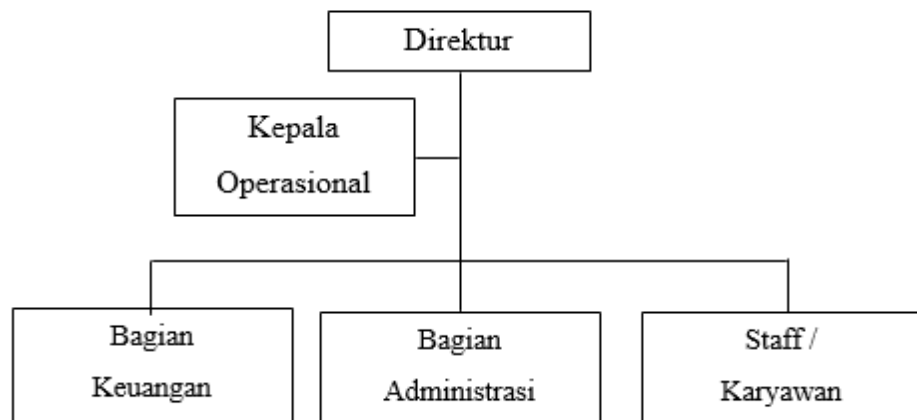 Direktur
Kepala
Operasional
Bagian
Keuangan
Bagian
Administrasi
Staff /
Karyawan